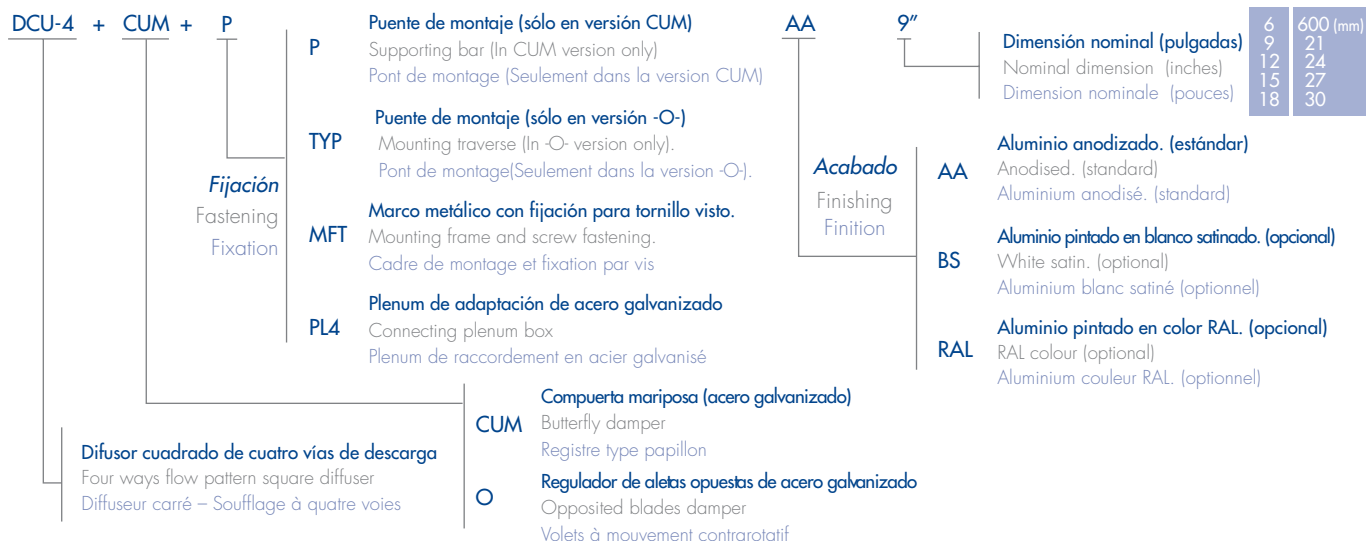 DCU-4 + CUM + P AA 9”
P
Puente de montaje (sólo en versión CUM)
Supporting bar (In CUM version only)
Pont de montage (Seulement dans la version CUM)
TYP
Puente de montaje (sólo en versión -O-)
Mounting traverse (In -O- version only).
Pont de montage(Seulement dans la version -O-).
Fijación
Fastening
Fixation
MFT
Marco metálico con fijación para tornillo visto.
Mounting frame and screw fastening.
Cadre de montage et fixation par vis
PL4
Plenum de adaptación de acero galvanizado
Connecting plenum box
Plenum de raccordement en acier galvanisé
Dimensión nominal (pulgadas)
Nominal dimension (inches)
Dimension nominale (pouces)
6 600 (mm)
9 21
12 24
15 27
18 30
Acabado
Finishing
Finition
AA
Aluminio anodizado. (estándar)
Anodised. (standard)
Aluminium anodisé. (standard)
BS
Aluminio pintado en blanco satinado. (opcional)
White satin. (optional)
Aluminium blanc satiné (optionnel)
RAL
Aluminio pintado en color RAL. (opcional)
RAL colour (optional)
Aluminium couleur RAL. (optionnel)
CUM
Compuerta mariposa (acero galvanizado)
Butterfly damper
Registre type papillon
O
Regulador de aletas opuestas de acero galvanizado
Opposited blades damper
Volets à mouvement contrarotatif
Difusor cuadrado de cuatro vías de descarga
Four ways flow pattern square diffuser
Diffuseur carré – Soufflage à quatre voies